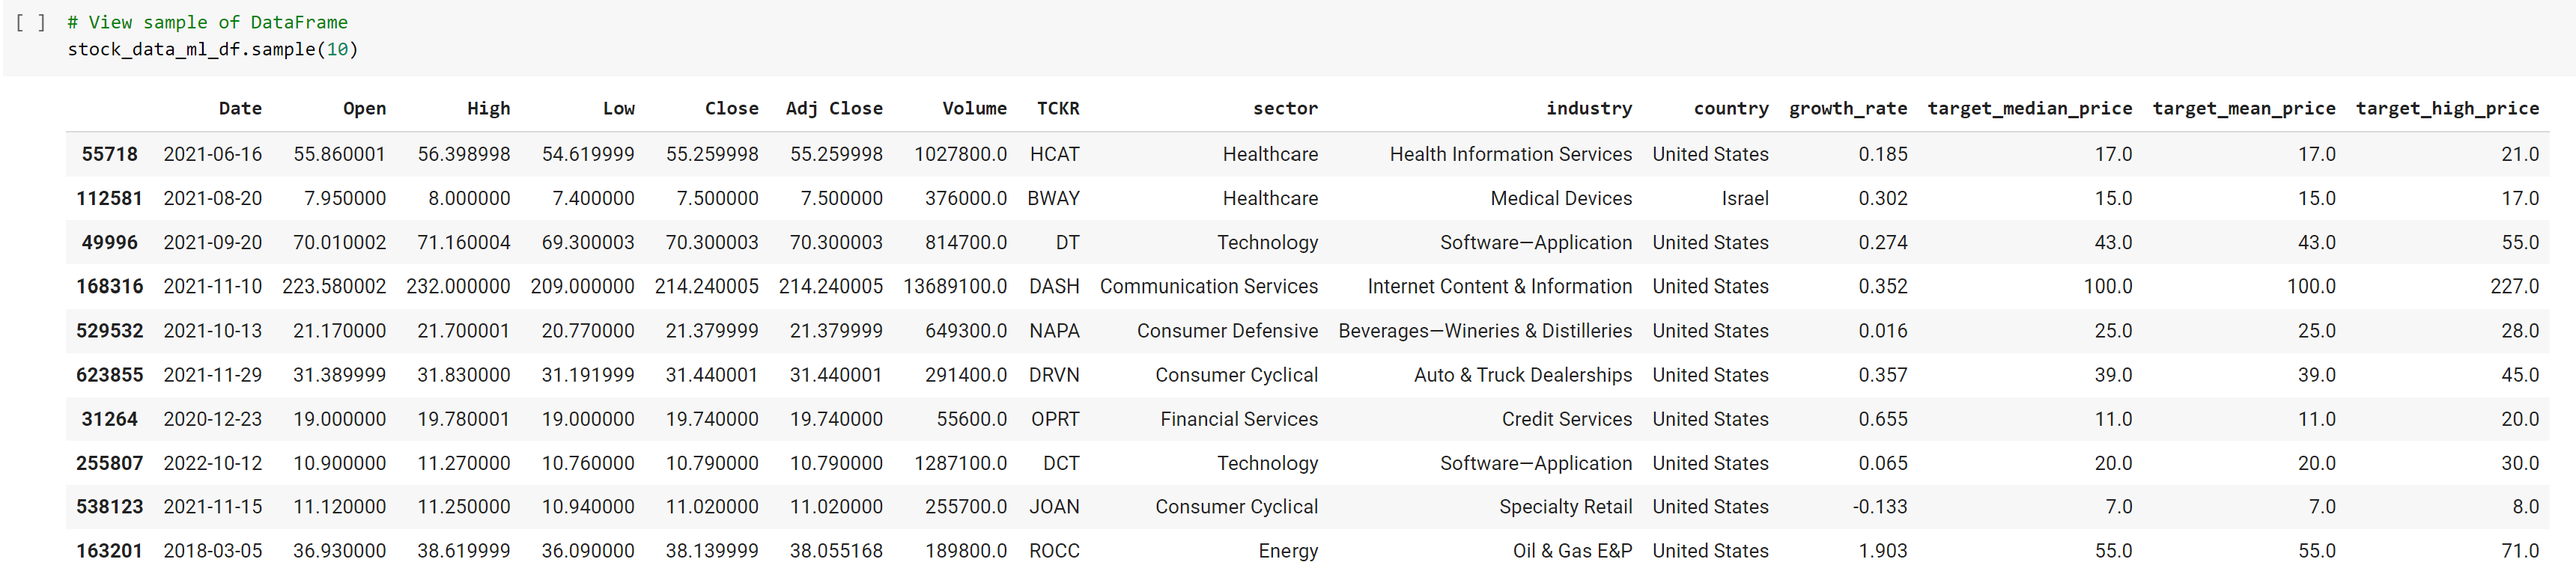 [ ] # View sample of DataFrame
stock_data_ml_df.sample(10)
Date Open High Low Close Adj Close Volume TCKR sector industry country growth_rate target_median_price target_mean_price target_high_price
55718 2021-06-16 55.860001 56.398998 54.619999 55.259998 55.259998 1027800.0 HCAT Healthcare Health Information Services United States 0.185 17.0 17.0 21.0
112581 2021-08-20 7.950000 8.000000 7.400000 7.500000 7.500000 376000.0 BWAY Healthcare Medical Devices Israel 0.302 15.0 15.0 17.0
49996 2021-09-20 70.010002 71.160004 69.300003 70.300003 70.300003 814700.0 DT Technology Software—Application United States 0.274 43.0 43.0 55.0
168316 2021-11-10 223.580002 232.000000 209.000000 214.240005 214.240005 13689100.0 DASH Communication Services Internet Content & Information United States 0.352 100.0 100.0 227.0
529532 2021-10-13 21.170000 21.700001 20.770000 21.379999 21.379999 649300.0 NAPA Consumer Defensive Beverages—Wineries & Distilleries United States 0.016 25.0 25.0 28.0
623855 2021-11-29 31.389999 31.830000 31.191999 31.440001 31.440001 291400.0 DRVN Consumer Cyclical Auto & Truck Dealerships United States 0.357 39.0 39.0 45.0
31264 2020-12-23 19.000000 19.780001 19.000000 19.740000 19.740000 55600.0 OPRT Financial Services Credit Services United States 0.655 11.0 11.0 20.0
255807 2022-10-12 10.900000 11.270000 10.760000 10.790000 10.790000 1287100.0 DCT Technology Software—Application United States 0.065 20.0 20.0 30.0
538123 2021-11-15 11.120000 11.250000 10.940000 11.020000 11.020000 255700.0 JOAN Consumer Cyclical Specialty Retail United States -0.133 7.0 7.0 8.0
163201 2018-03-05 36.930000 38.619999 36.090000 38.139999 38.055168 189800.0 ROCC Energy Oil & Gas E&P United States 1.903 55.0 55.0 71.0